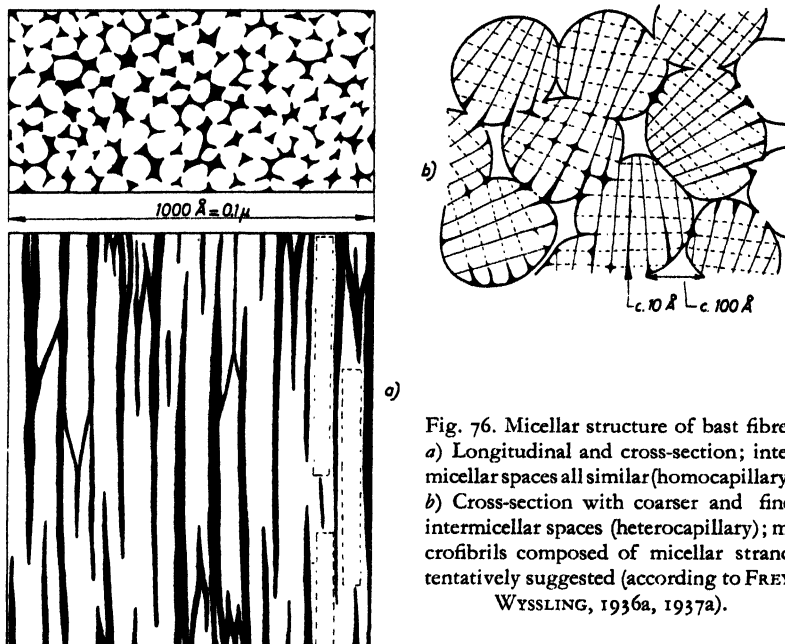 b)
1000 Å = 0,1 μ
c. 10 Å
c. 100 Å
a)
Fig. 76. Micellar structure of bast fibre
a) Longitudinal and cross-section; inte
micellar spaces all similar (homocapillary
b) Cross-section with coarser and fine
intermicellar spaces (heterocapillary); m
crofibrils composed of micellar strand
tentatively suggested (according to FREY
WYSSLING, 1936a, 1937a).